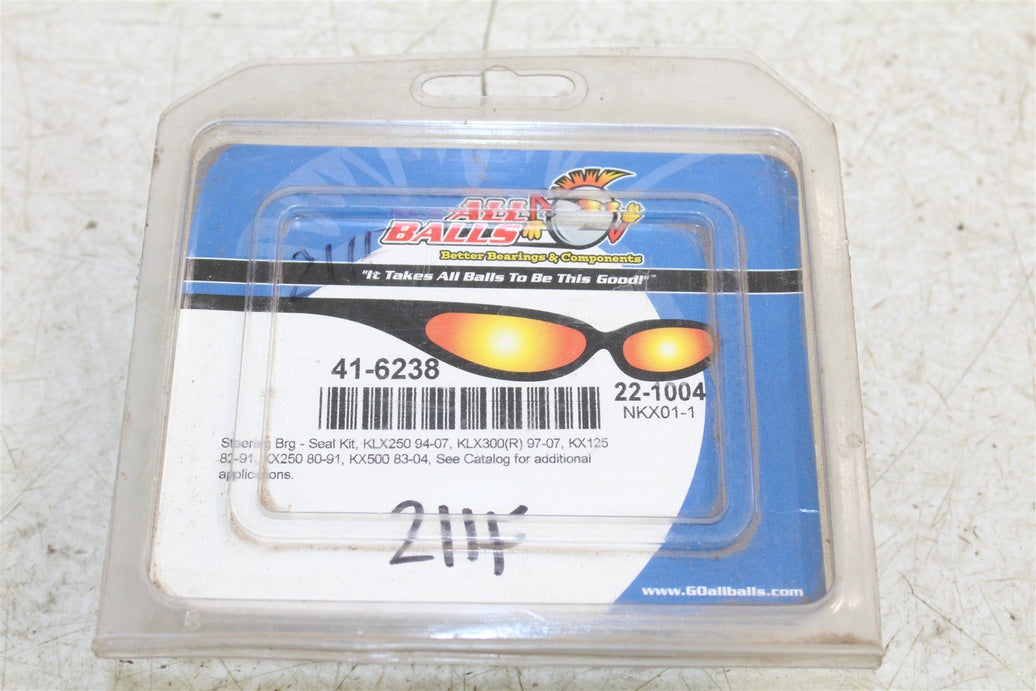 ALL
BALLS
Better Bearings & Components
"It Takes All Balls To Be This Good!"™
41-6238
22-1004
NKX01-1
Steering Brg - Seal Kit, KLX250 94-07, KLX300(R) 97-07, KX125
82-91, KX250 80-91, KX500 83-04, See Catalog for additional
applications.
www.GOallballs.com